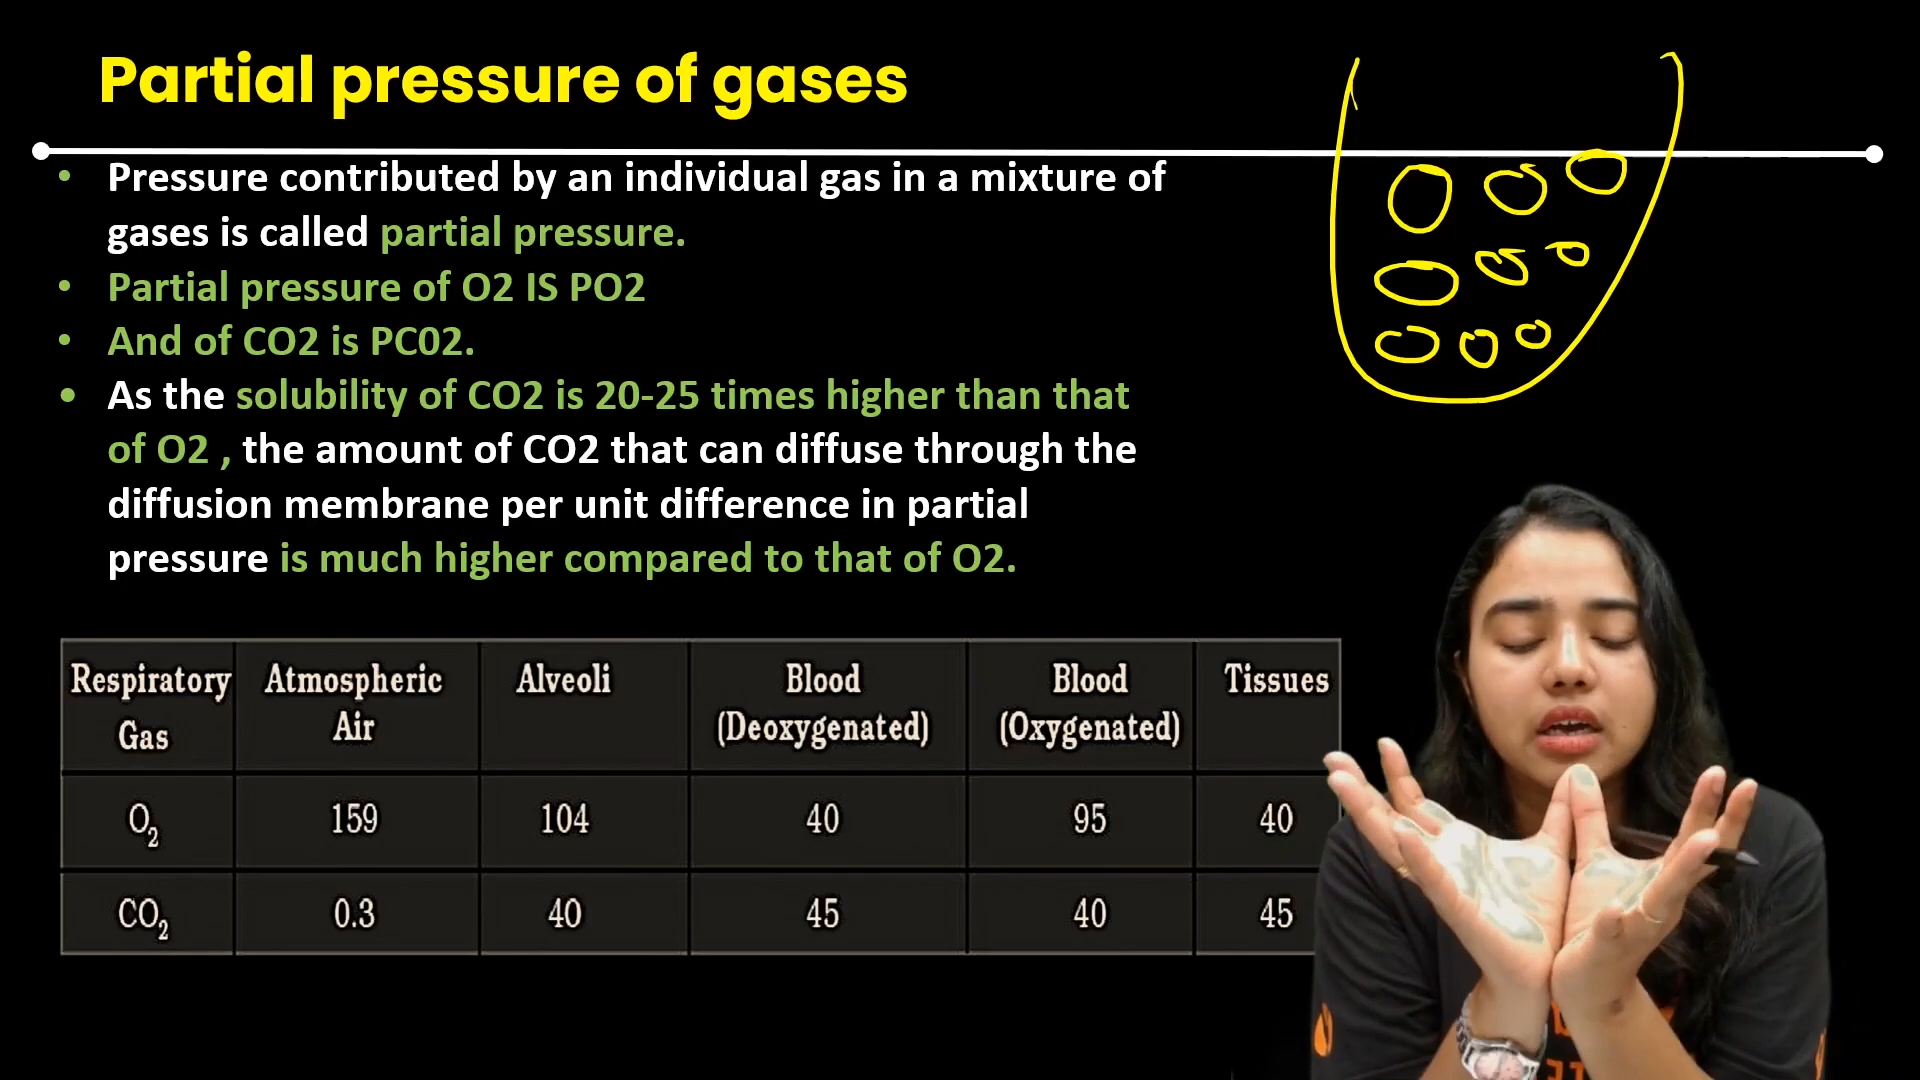 Partial pressure of gases
• Pressure contributed by an individual gas in a mixture of
gases is called partial pressure.
• Partial pressure of O2 IS PO2
• And of CO2 is PC02.
• As the solubility of CO2 is 20-25 times higher than that
of O2 , the amount of CO2 that can diffuse through the
diffusion membrane per unit difference in partial
pressure is much higher compared to that of O2.
Respiratory Gas | Atmospheric Air | Alveoli | Blood (Deoxygenated) | Blood (Oxygenated) | Tissues
O₂ | 159 | 104 | 40 | 95 | 40
CO₂ | 0.3 | 40 | 45 | 40 | 45